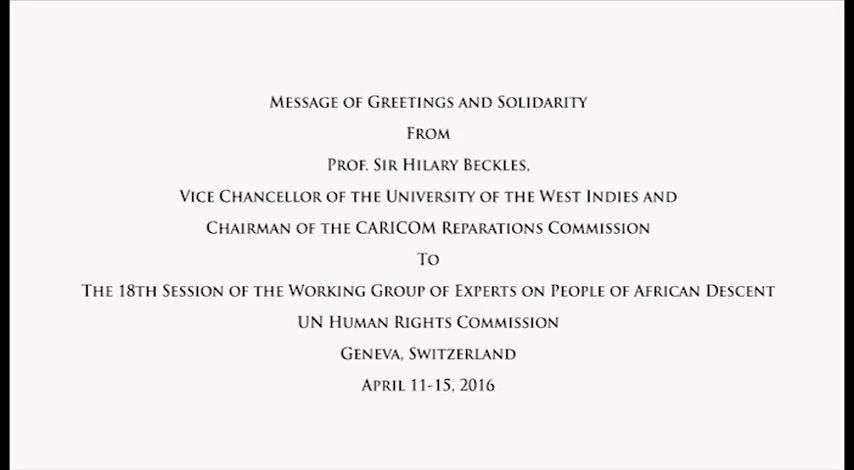 Message of Greetings and Solidarity
From
Prof. Sir Hilary Beckles,
Vice Chancellor of the University of the West Indies and
Chairman of the CARICOM Reparations Commission
To
The 18th Session of the Working Group of Experts on People of African Descent
UN Human Rights Commission
Geneva, Switzerland
April 11-15, 2016